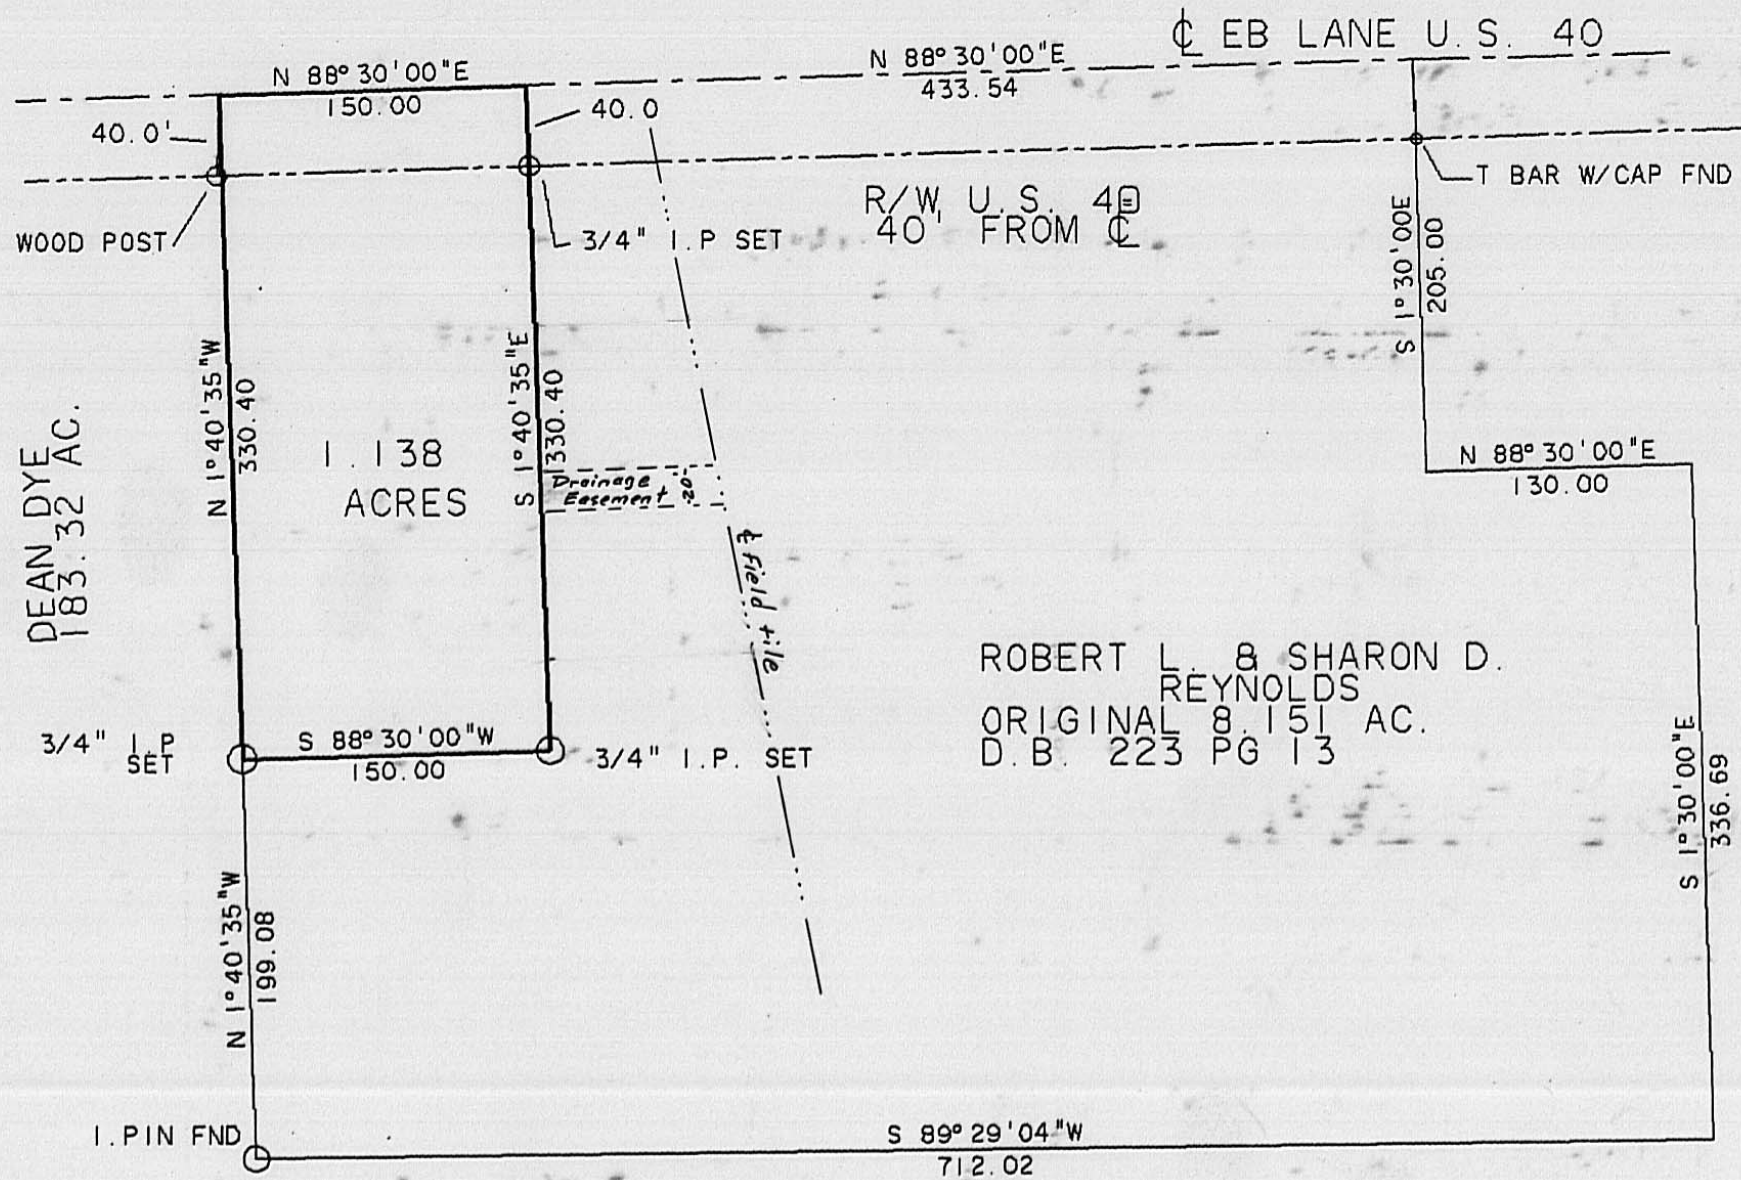 ℄ EB LANE U.S. 40
N 88°30'00"E
150.00
N 88°30'00"E
433.54
40.0'
40.0
WOOD POST
3/4" I.P SET
R/W U.S. 40
40' FROM ℄
T BAR W/CAP FND
S 1°30'00E
205.00
N 1°40'35"W
330.40
S 1°40'35"E
330.40
DEAN DYE
183.32 AC.
1.138
ACRES
Drainage
Easement
20'
N 88°30'00"E
130.00
℄ Field tile
ROBERT L. & SHARON D.
REYNOLDS
ORIGINAL 8.151 AC.
D.B. 223 PG 13
3/4" I.P
SET
S 88°30'00"W
150.00
3/4" I.P. SET
S 1°30'00"E
336.69
N 1°40'35"W
199.08
I.PIN FND
S 89°29'04"W
712.02